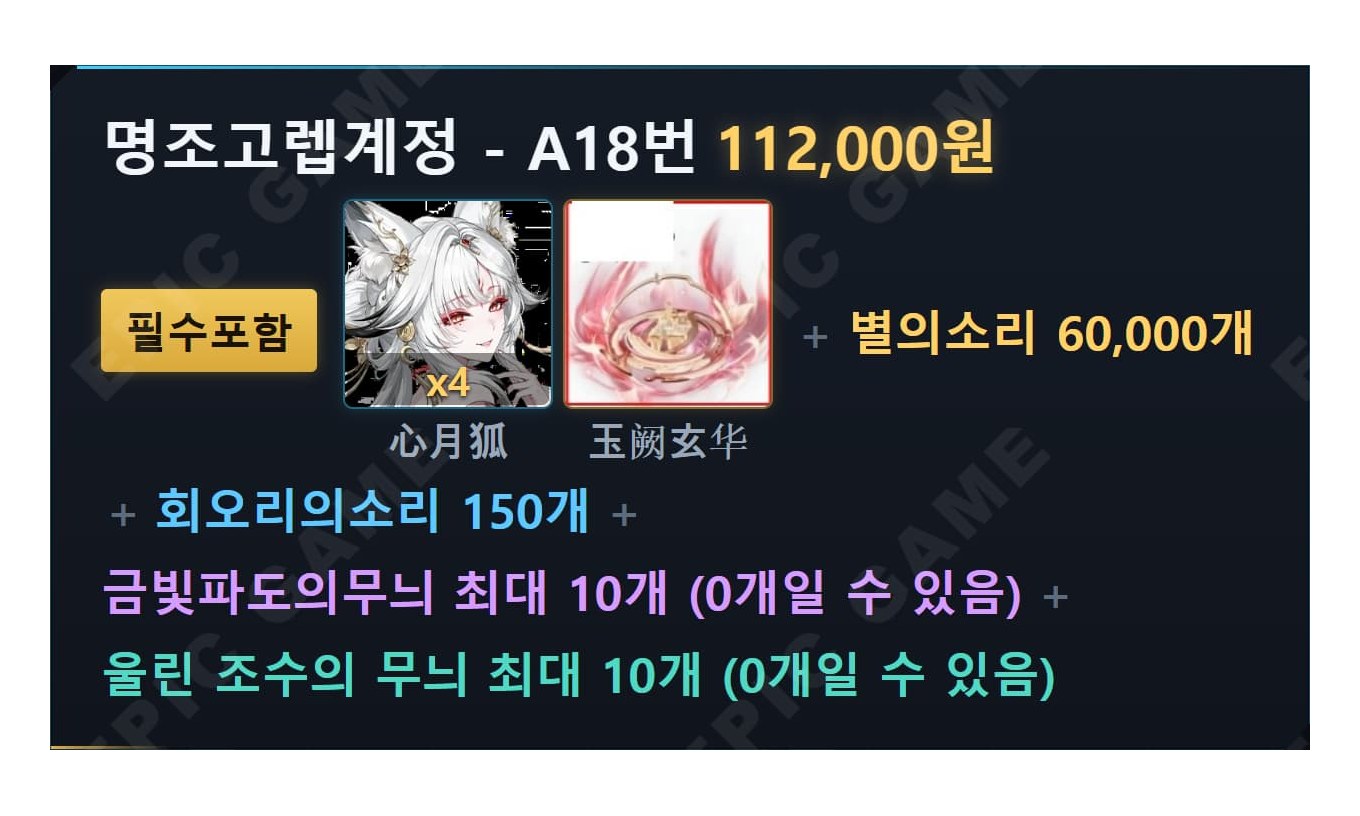 명조고렙계정 - A18번 112,000원
필수포함
x4
心月狐
玉阙玄华
+ 별의소리 60,000개
+ 회오리의소리 150개 +
금빛파도의무늬 최대 10개 (0개일 수 있음) +
울린 조수의 무늬 최대 10개 (0개일 수 있음)
EPIC GAME